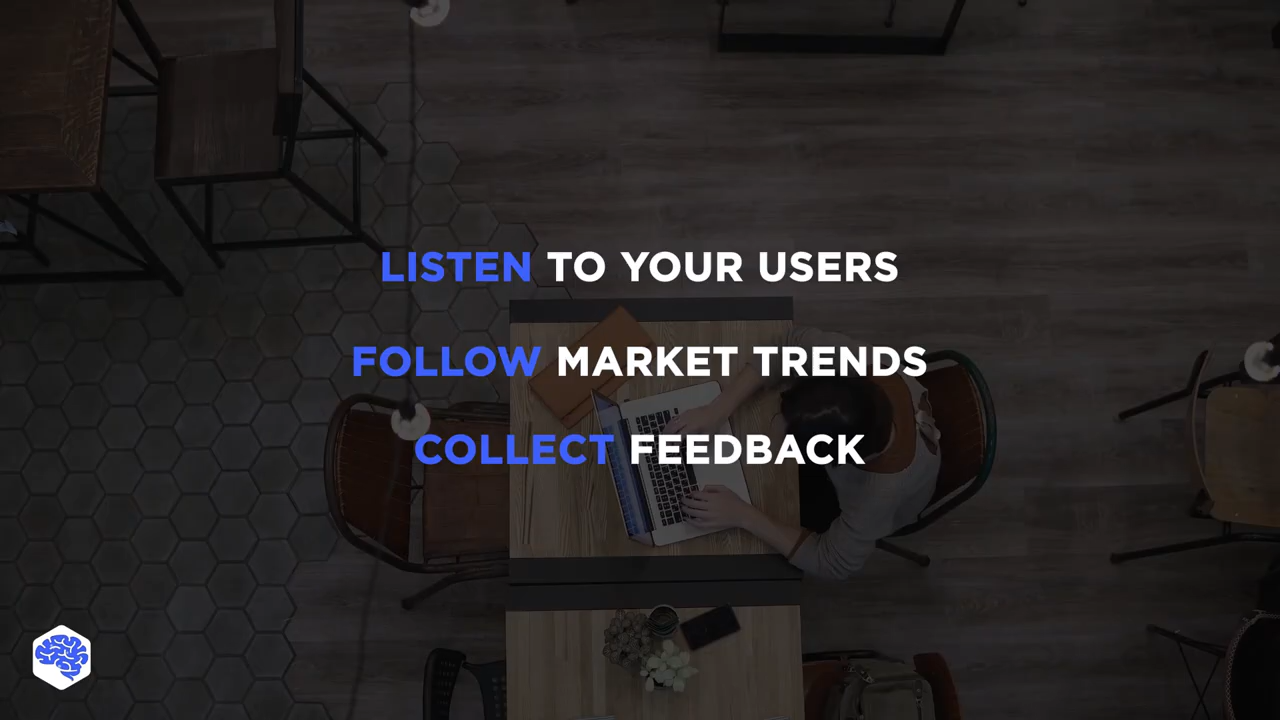 LISTEN TO YOUR USERS
FOLLOW MARKET TRENDS
COLLECT FEEDBACK